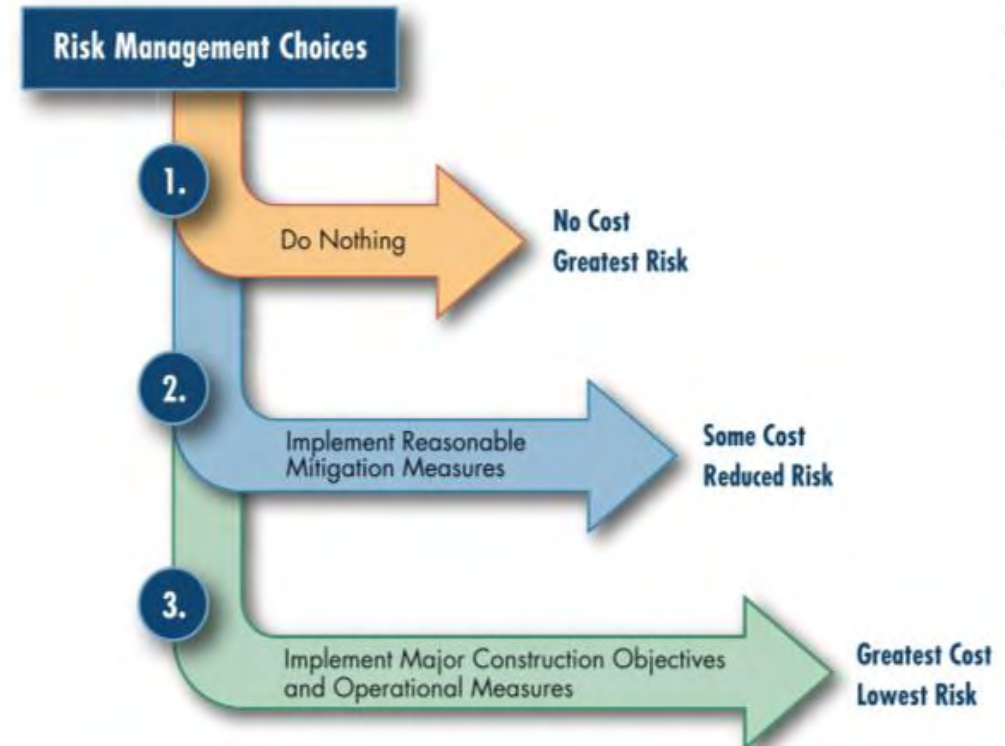 Risk Management Choices
1.
Do Nothing
No Cost
Greatest Risk
2.
Implement Reasonable
Mitigation Measures
Some Cost
Reduced Risk
3.
Implement Major Construction Objectives
and Operational Measures
Greatest Cost
Lowest Risk